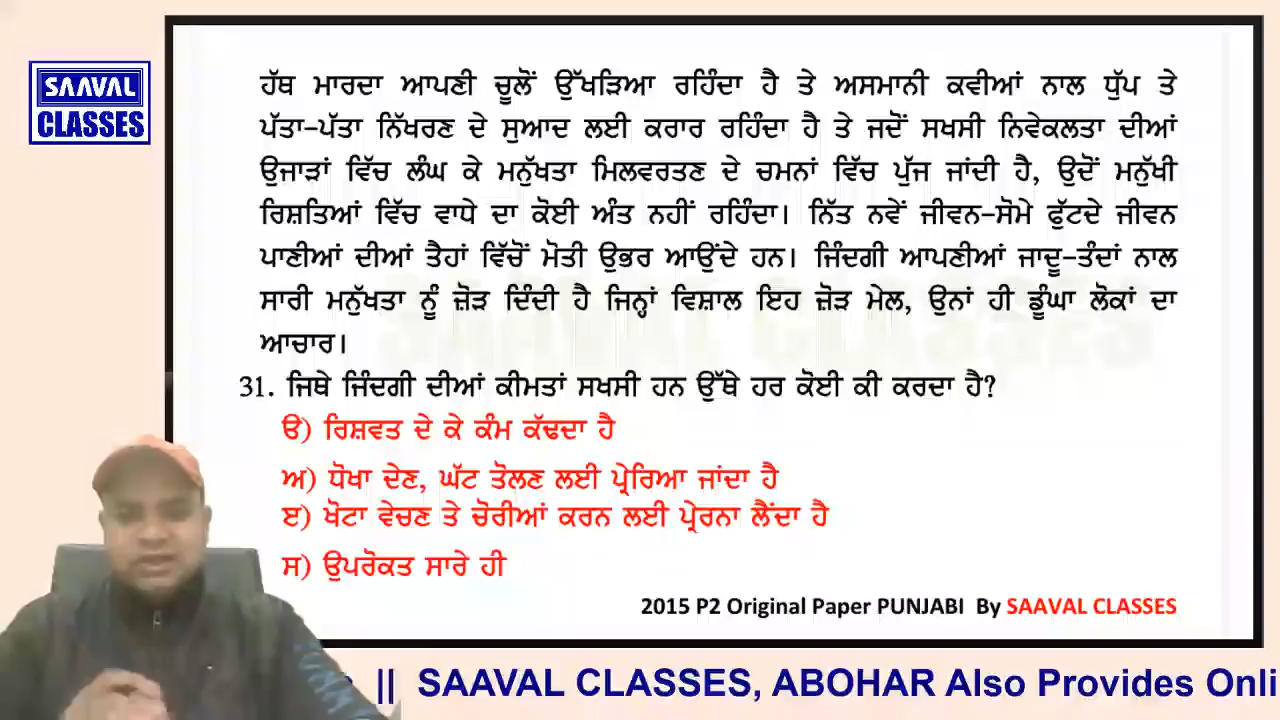 SAAVAL
CLASSES
ਹੱਥ ਮਾਰਦਾ ਆਪਣੀ ਚੂਲੋਂ ਉੱਖੜਿਆ ਰਹਿੰਦਾ ਹੈ ਤੇ ਅਸਮਾਨੀ ਕਵੀਆਂ ਨਾਲ ਧੁੱਪ ਤੇ
ਪੱਤਾ-ਪੱਤਾ ਨਿੱਖਰਣ ਦੇ ਸੁਆਦ ਲਈ ਕਰਾਰ ਰਹਿੰਦਾ ਹੈ ਤੇ ਜਦੋਂ ਸਖਸੀ ਨਿਵੇਕਲਤਾ ਦੀਆਂ
ਉਜਾੜਾਂ ਵਿੱਚ ਲੰਘ ਕੇ ਮਨੁੱਖਤਾ ਮਿਲਵਰਤਣ ਦੇ ਚਮਨਾਂ ਵਿੱਚ ਪੁੱਜ ਜਾਂਦੀ ਹੈ, ਉਦੋਂ ਮਨੁੱਖੀ
ਰਿਸ਼ਤਿਆਂ ਵਿੱਚ ਵਾਧੇ ਦਾ ਕੋਈ ਅੰਤ ਨਹੀਂ ਰਹਿੰਦਾ। ਨਿੱਤ ਨਵੇਂ ਜੀਵਨ-ਸੋਮੇ ਫੁੱਟਦੇ ਜੀਵਨ
ਪਾਣੀਆਂ ਦੀਆਂ ਤੈਹਾਂ ਵਿੱਚੋਂ ਮੋਤੀ ਉਭਰ ਆਉਂਦੇ ਹਨ। ਜਿੰਦਗੀ ਆਪਣੀਆਂ ਜਾਦੂ-ਤੰਦਾਂ ਨਾਲ
ਸਾਰੀ ਮਨੁੱਖਤਾ ਨੂੰ ਜ਼ੋੜ ਦਿੰਦੀ ਹੈ ਜਿਨ੍ਹਾਂ ਵਿਸ਼ਾਲ ਇਹ ਜ਼ੋੜ ਮੇਲ, ਉਨਾਂ ਹੀ ਡੂੰਘਾ ਲੋਕਾਂ ਦਾ
ਆਚਾਰ।
31. ਜਿਥੇ ਜਿੰਦਗੀ ਦੀਆਂ ਕੀਮਤਾਂ ਸਖਸੀ ਹਨ ਉੱਥੇ ਹਰ ਕੋਈ ਕੀ ਕਰਦਾ ਹੈ?
ੳ) ਰਿਸ਼ਵਤ ਦੇ ਕੇ ਕੰਮ ਕੱਢਦਾ ਹੈ
ਅ) ਧੋਖਾ ਦੇਣ, ਘੱਟ ਤੋਲਣ ਲਈ ਪ੍ਰੇਰਿਆ ਜਾਂਦਾ ਹੈ
ੲ) ਖੋਟਾ ਵੇਚਣ ਤੇ ਚੋਰੀਆਂ ਕਰਨ ਲਈ ਪ੍ਰੇਰਨਾ ਲੈਂਦਾ ਹੈ
ਸ) ਉਪਰੋਕਤ ਸਾਰੇ ਹੀ
2015 P2 Original Paper PUNJABI By SAAVAL CLASSES
|| SAAVAL CLASSES, ABOHAR Also Provides Onli